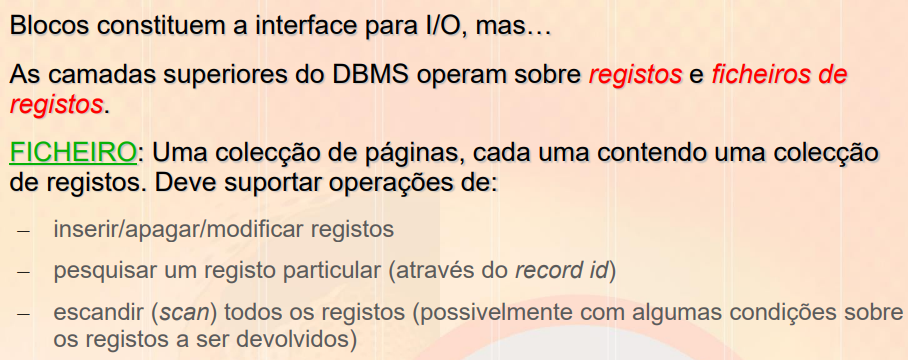 Blocos constituem a interface para I/O, mas…
As camadas superiores do DBMS operam sobre registos e ficheiros de
registos.
FICHEIRO: Uma colecção de páginas, cada uma contendo uma colecção
de registos. Deve suportar operações de:
– inserir/apagar/modificar registos
– pesquisar um registo particular (através do record id)
– escandir (scan) todos os registos (possivelmente com algumas condições sobre
os registos a ser devolvidos)